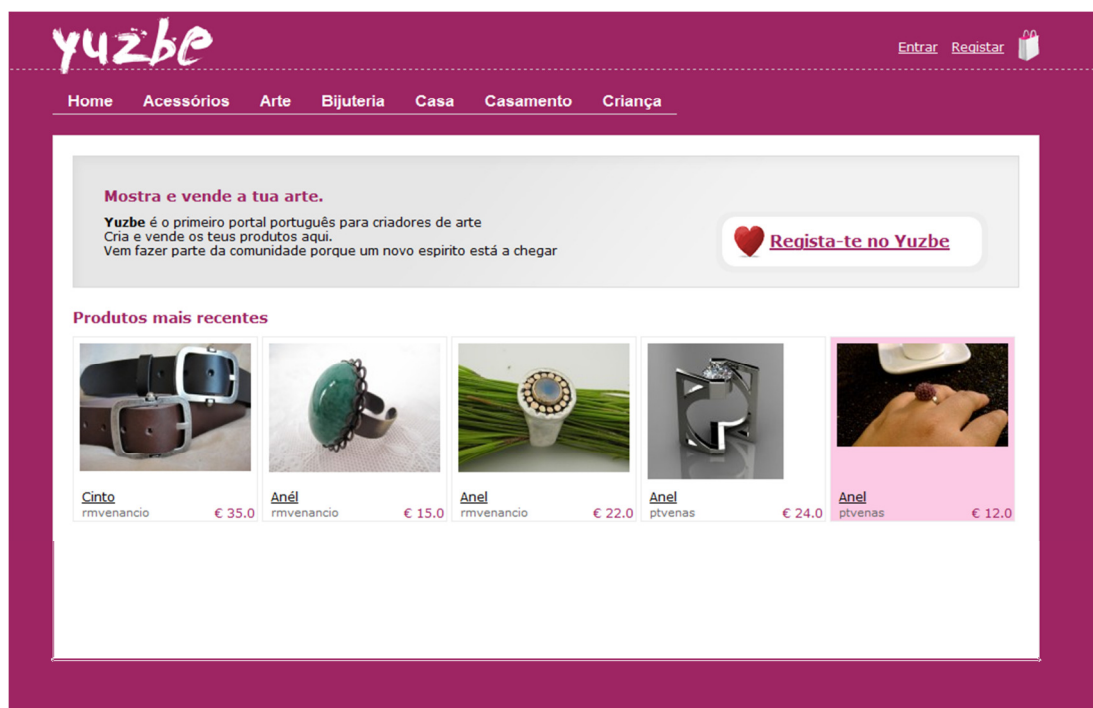 yuzbe
Entrar Registar
Home Acessórios Arte Bijuteria Casa Casamento Criança
Mostra e vende a tua arte.
Yuzbe é o primeiro portal português para criadores de arte
Cria e vende os teus produtos aqui.
Vem fazer parte da comunidade porque um novo espirito está a chegar
Regista-te no Yuzbe
Produtos mais recentes
Cinto
rmvenancio € 35.0
Anél
rmvenancio € 15.0
Anel
rmvenancio € 22.0
Anel
ptvenas € 24.0
Anel
ptvenas € 12.0